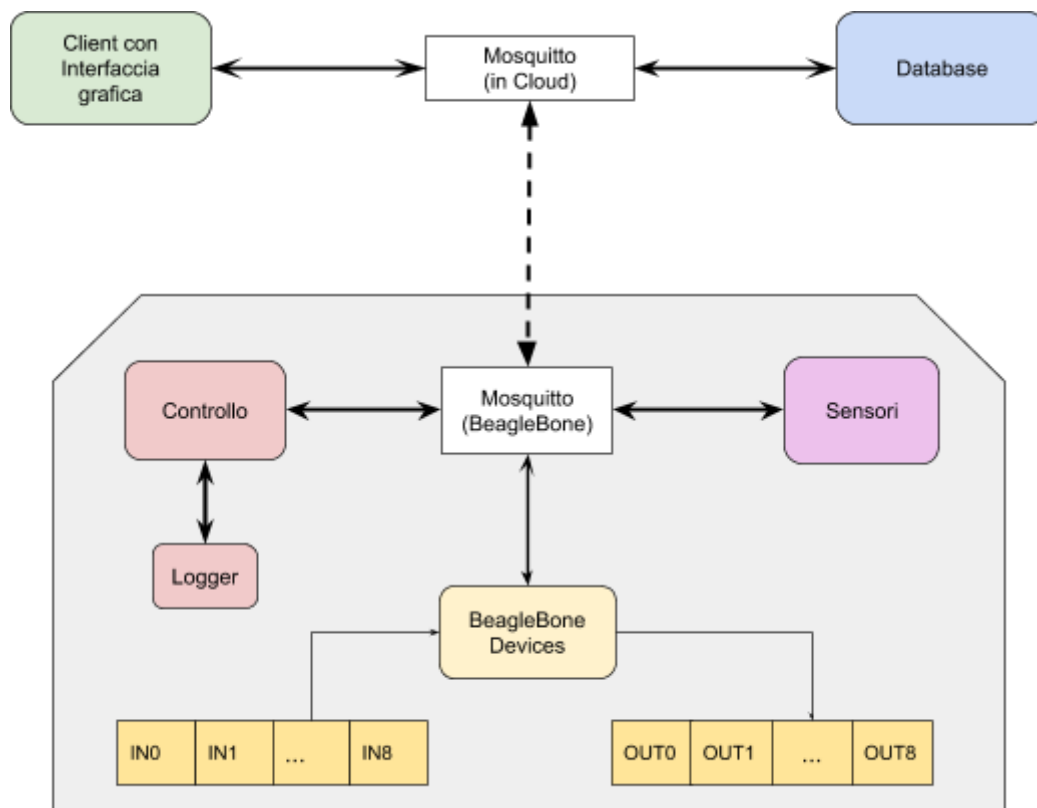 Client con
Interfaccia
grafica
Mosquitto
(in Cloud)
Database
Controllo
Mosquitto
(BeagleBone)
Sensori
Logger
BeagleBone
Devices
IN0
IN1
...
IN8
OUT0
OUT1
...
OUT8